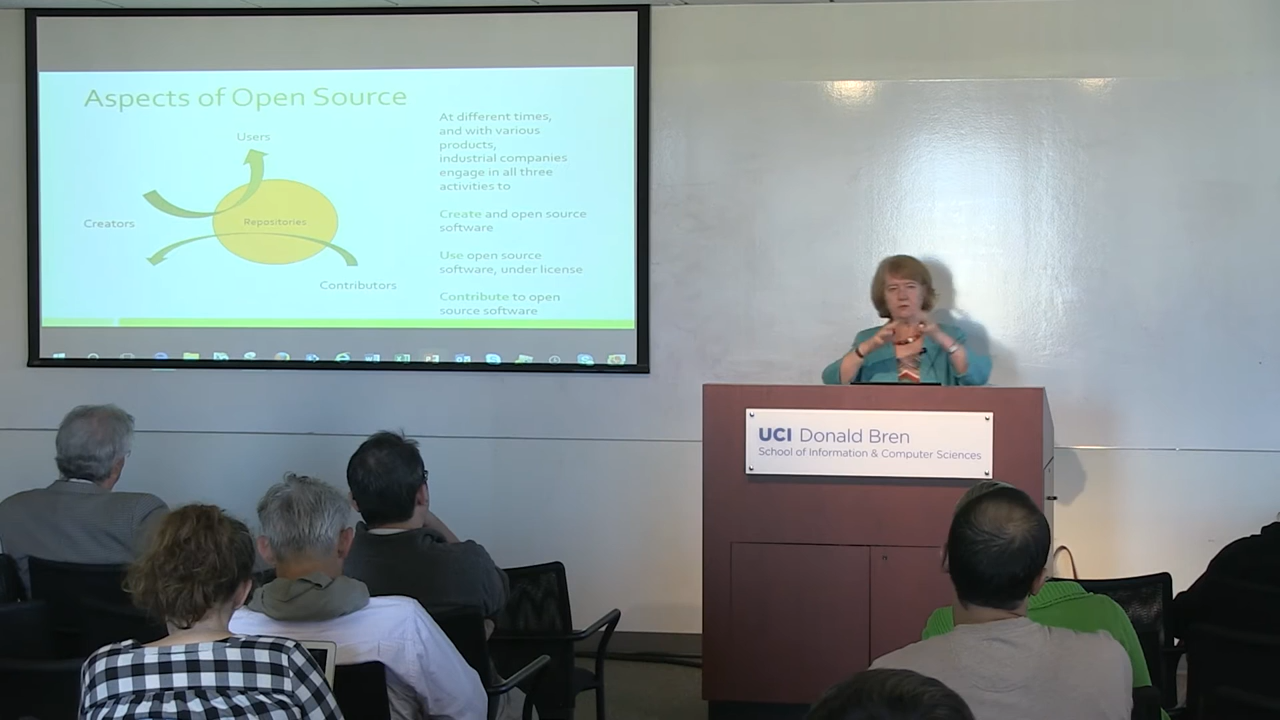 Aspects of Open Source
Users
Creators
Repositories
Contributors
At different times,
and with various
products,
industrial companies
engage in all three
activities to
Create and open source
software
Use open source
software, under license
Contribute to open
source software
UCI Donald Bren
School of Information & Computer Sciences